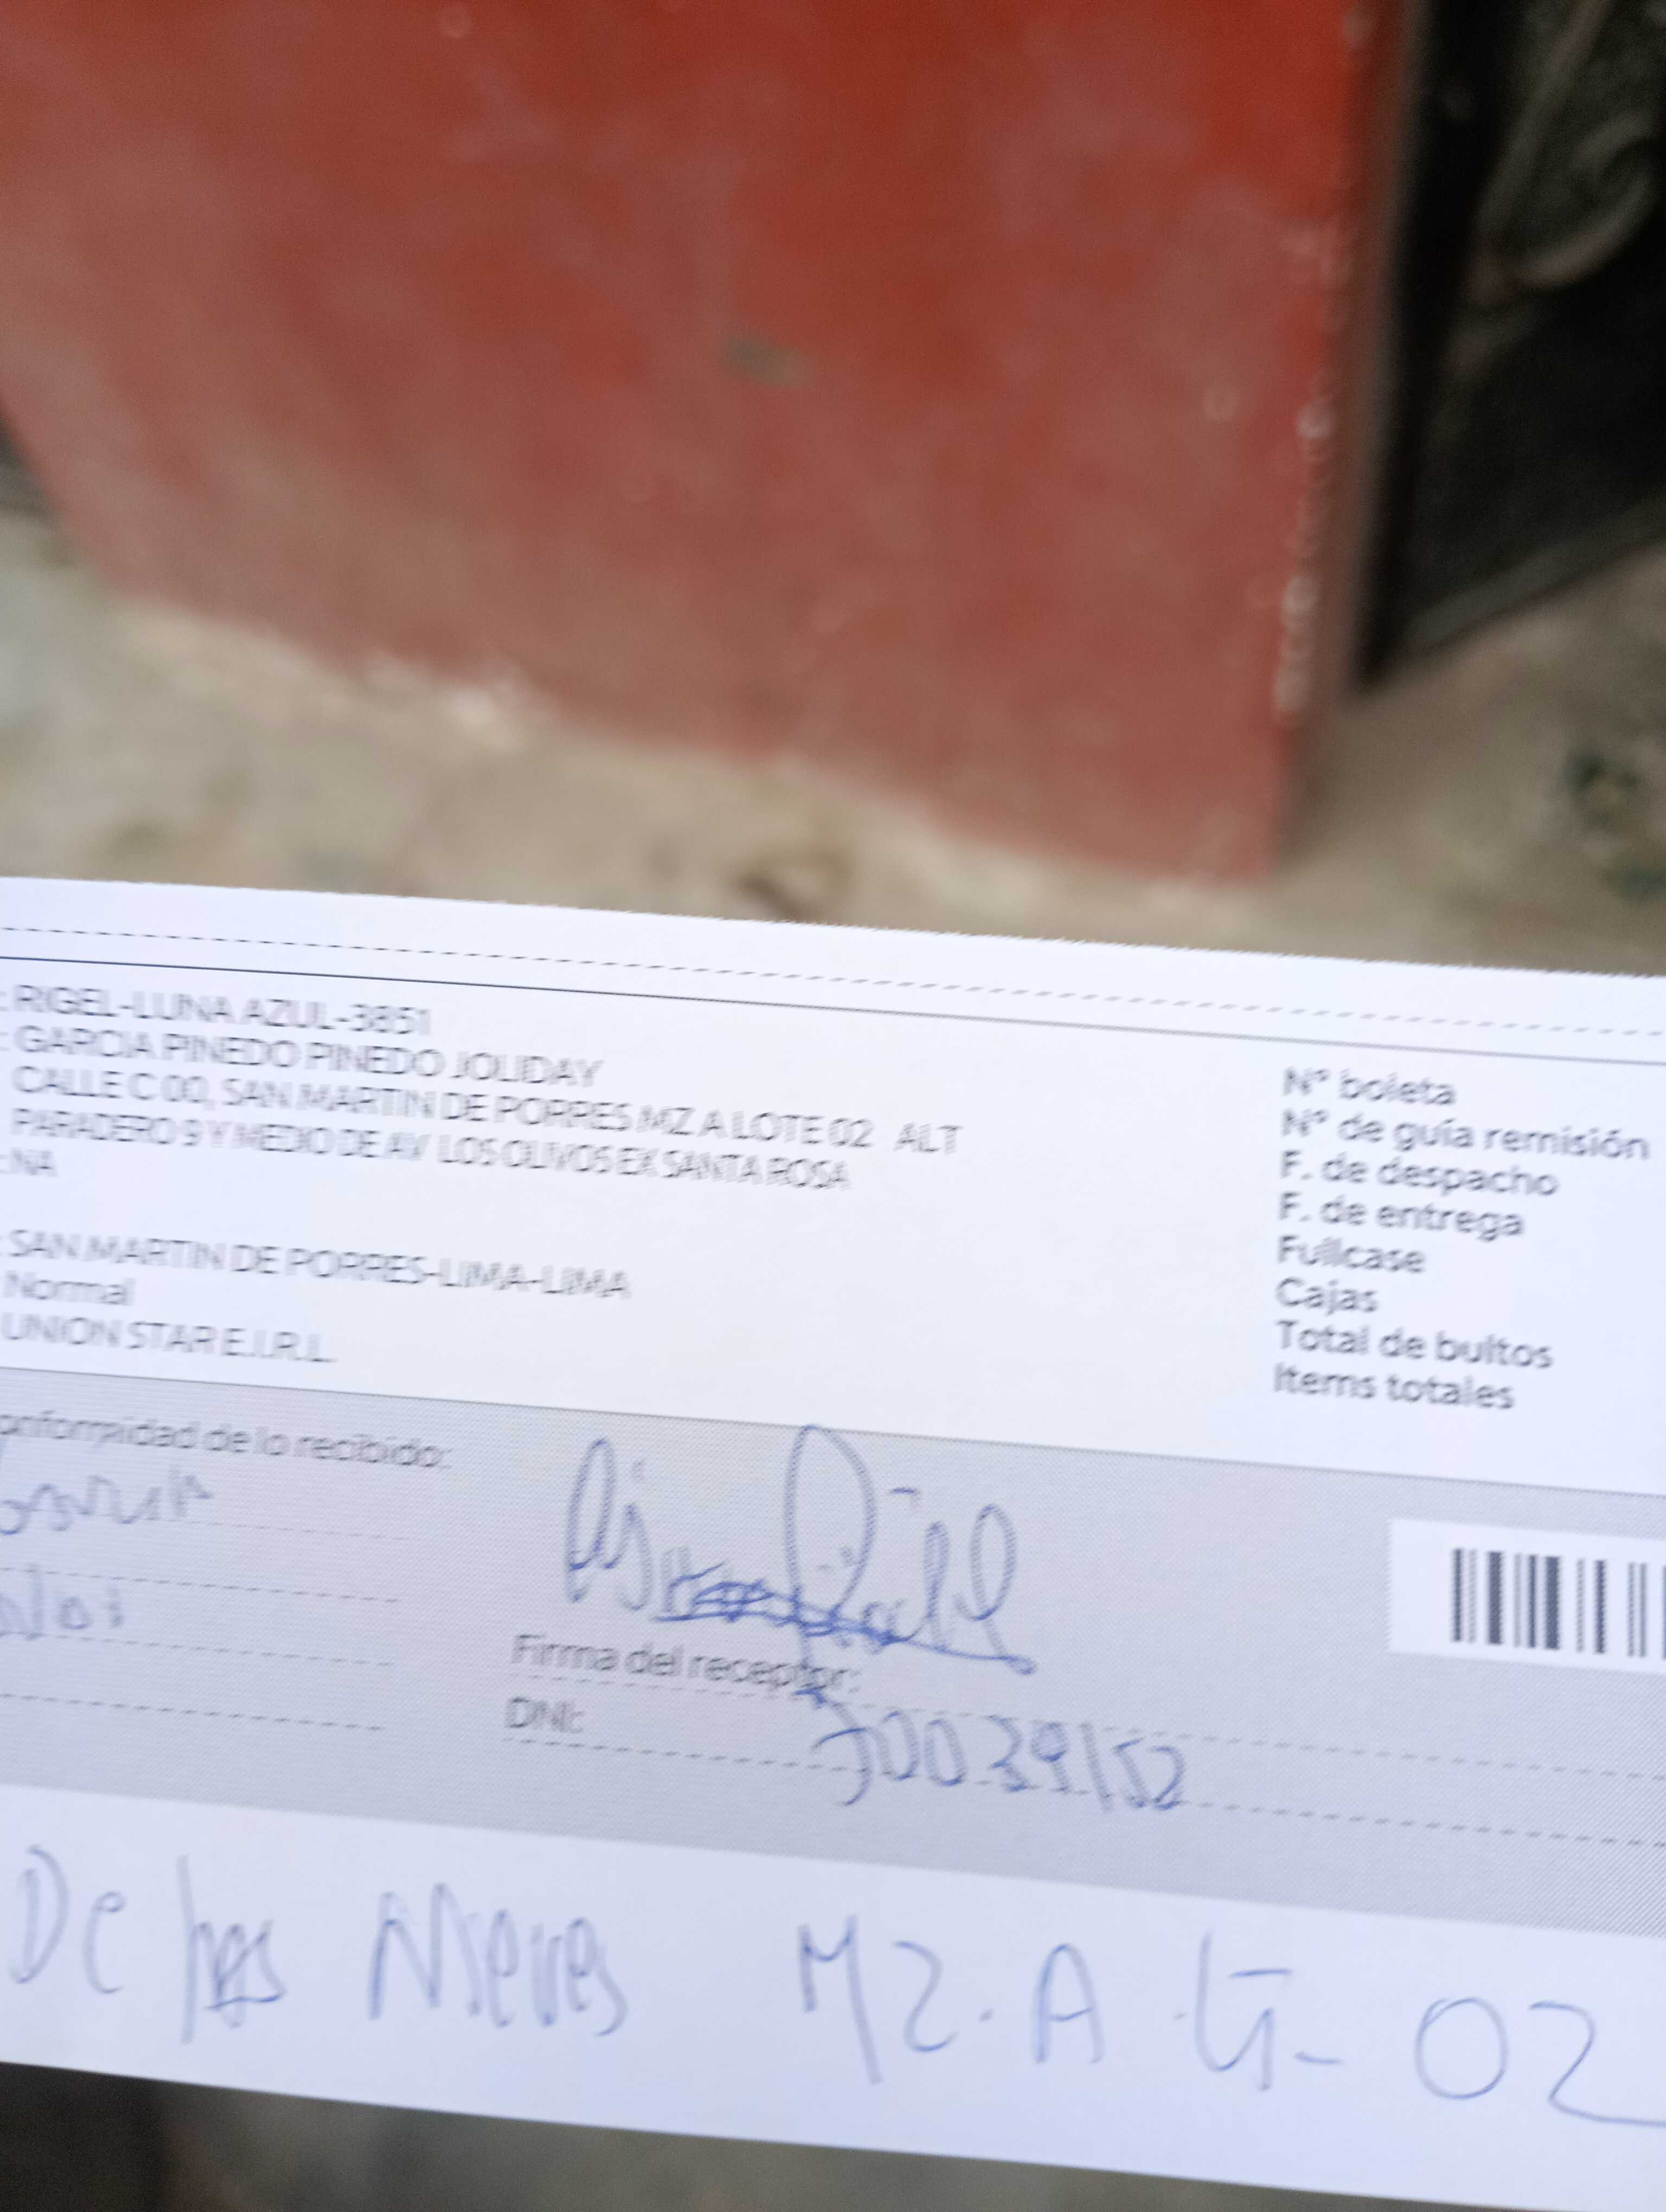 : RIGEL-LUNA AZUL-3851
: GARCIA PINEDO PINEDO JOLIDAY
CALLE C 00, SAN MARTIN DE PORRES MZ A LOTE 02 ALT
PARADERO 9 Y MEDIO DE AV LOS OLIVOS EX SANTA ROSA
: NA
: SAN MARTIN DE PORRES-LIMA-LIMA
Normal
UNION STAR E.I.R.L.
N° boleta
N° de guía remisión
F. de despacho
F. de entrega
Fullcase
Cajas
Total de bultos
Items totales
onformidad de lo recibido:
Firma del receptor:
DNI: 70039152
De las Nieves MZ. A Lt- 02